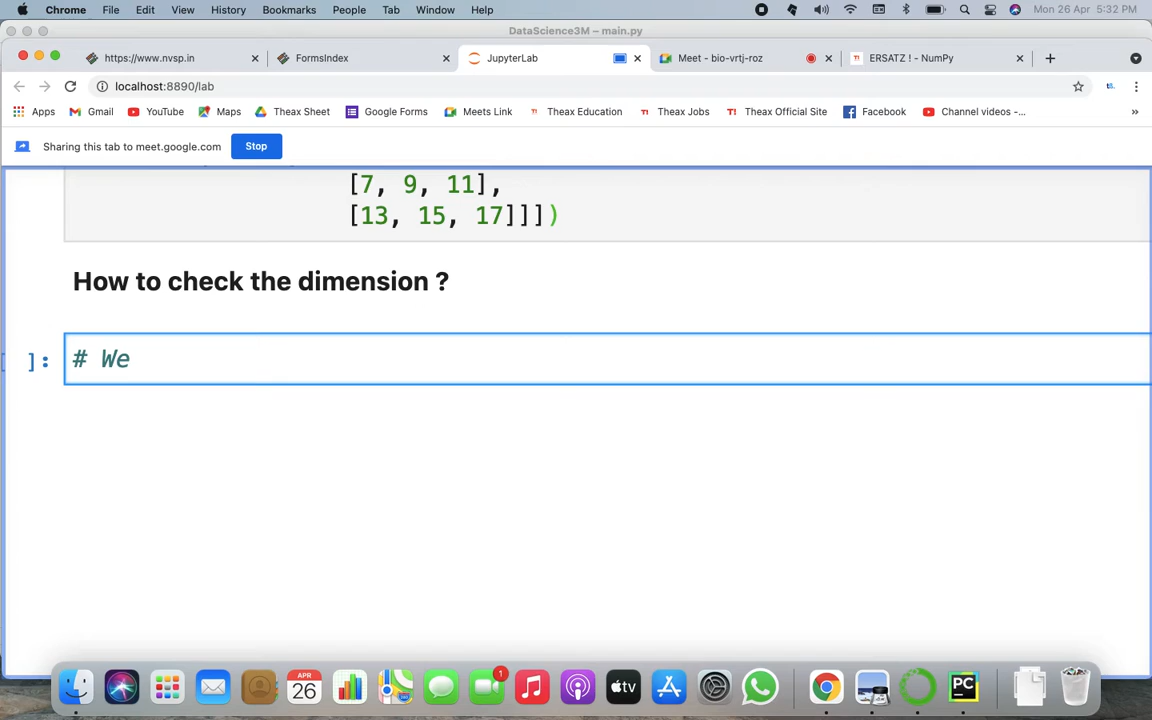 Chrome File Edit View History Bookmarks People Tab Window Help Mon 26 Apr 5:32 PM
DataScience3M – main.py
https://www.nvsp.in FormsIndex JupyterLab Meet - bio-vrtj-roz ERSATZ ! - NumPy
localhost:8890/lab
Apps Gmail YouTube Maps Theax Sheet Google Forms Meets Link Theax Education Theax Jobs Theax Official Site Facebook Channel videos -... »
Sharing this tab to meet.google.com Stop
[7, 9, 11],
[13, 15, 17]]])
How to check the dimension ?
]: # We
APR 26 1 tv PC